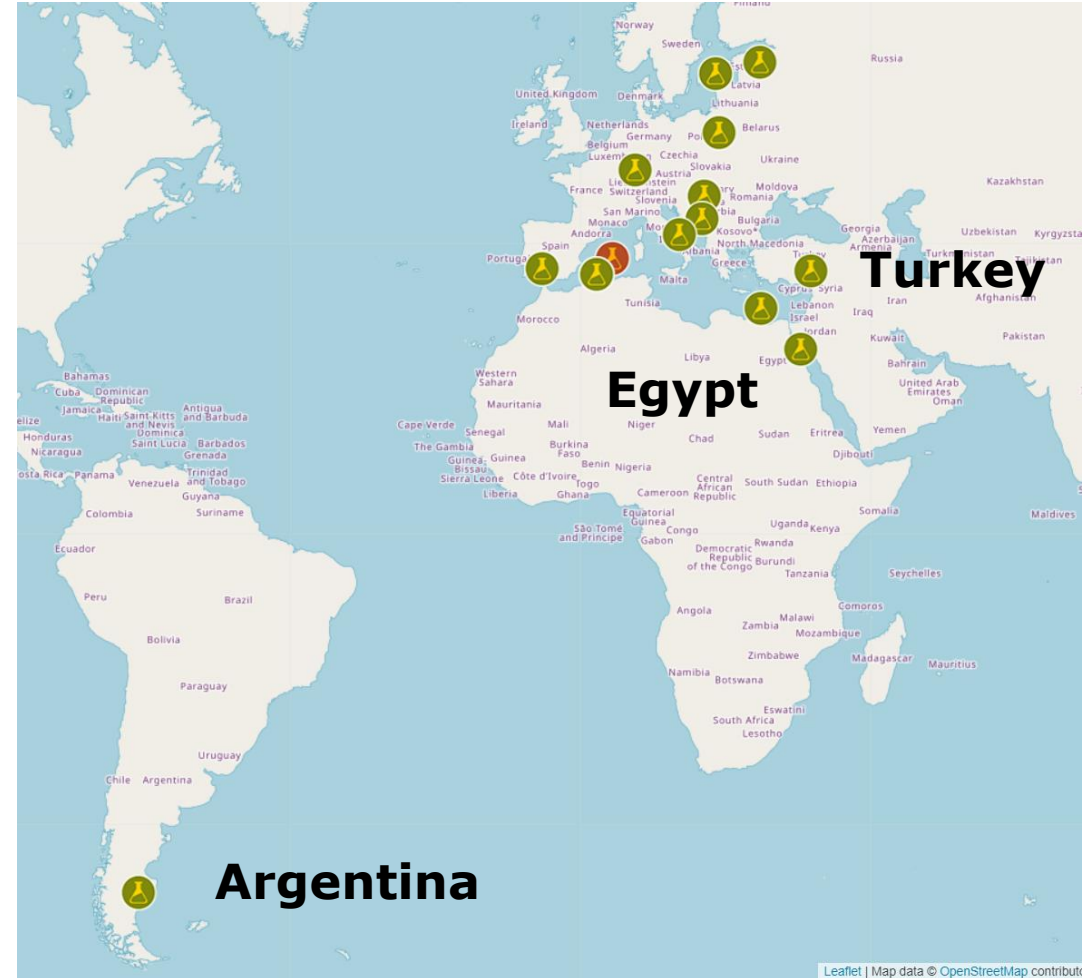 Finland
Norway
Sweden
Russia
Latvia
United Kingdom
Denmark
Lithuania
Ireland
Netherlands
Germany
Belarus
Belgium
Czechia
Ukraine
Slovakia
Austria
Kazakhstan
France
Switzerland
Moldova
Slovenia
Romania
San Marino
Monaco
Bulgaria
Andorra
Kosovo*
Georgia
Uzbekistan
Kyrgyzsta
Spain
North Macedonia
Azerbaijan
Armenia
Portuga
Albania
Greece
Turkmenistan
Tajikistan
Turkey
Malta
Cyprus
Syria
Tunisia
Lebanon
Iran
Afghanistan
Israel
Iraq
Morocco
Jordan
Kuwait
Pakistan
Algeria
Libya
Egypt
Bahrain
Western
Sahara
Egypt
United Arab
Emirates
Oman
Bahamas
Cuba
Dominican
Republic
Mauritania
Jamaica
Haiti
Saint Kitts
and Nevis
Antigua
and Barbuda
elize
Dominica
Cape Verde
Mali
Niger
Chad
Sudan
Eritrea
Yemen
Honduras
Saint Lucia
Barbados
Senegal
The Gambia
Burkina
Faso
Nicaragua
Grenada
Guinea-
Bissau
Guinea
Benin
Nigeria
Djibouti
osta Rica
Panama
Venezuela
Trinidad
and Tobago
Sierra Leone
Côte d'Ivoire
Togo
Ghana
Central
African
Republic
South Sudan
Ethiopia
Guyana
Liberia
Cameroon
Colombia
Suriname
Equatorial
Guinea
Somalia
Maldives
São Tomé
and Príncipe
Congo
Gabon
Uganda
Kenya
Ecuador
Democratic
Republic
of the Congo
Rwanda
Burundi
Tanzania
Seychelles
Peru
Brazil
Angola
Malawi
Comoros
Zambia
Mozambique
Bolivia
Zimbabwe
Madagascar
Mauritius
Paraguay
Namibia
Botswana
Eswatini
South Africa
Lesotho
Uruguay
Chile
Argentina
Argentina
Leaflet | Map data © OpenStreetMap contributo